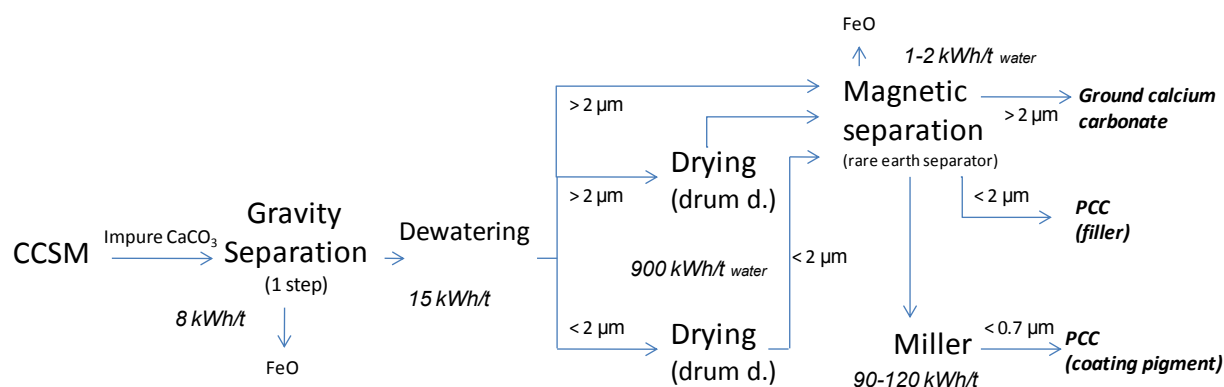 FeO
1-2 kWh/t water
Magnetic
separation
(rare earth separator)
> 2 µm
Ground calcium
carbonate
> 2 µm
Drying
(drum d.)
> 2 µm
< 2 µm
PCC
(filler)
CCSM
Impure CaCO₃
Gravity
Separation
(1 step)
8 kWh/t
FeO
Dewatering
15 kWh/t
900 kWh/t water
< 2 µm
< 2 µm
Drying
(drum d.)
Miller
90-120 kWh/t
< 0.7 µm
PCC
(coating pigment)